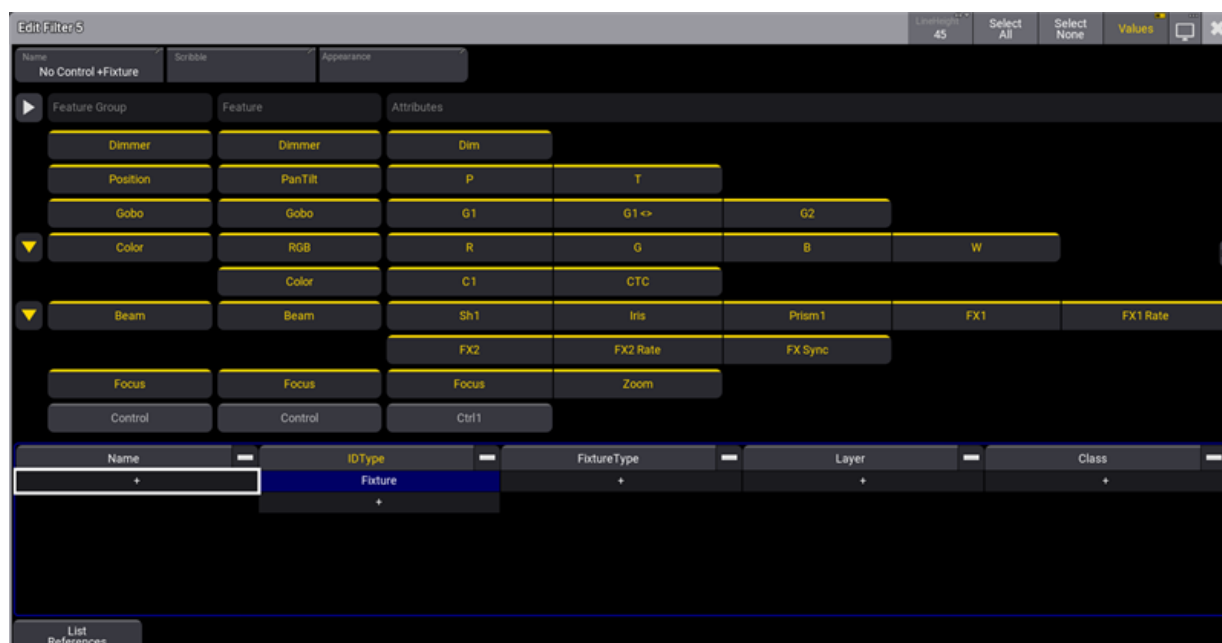 Edit Filter 5
LineHeight
45
Select All
Select None
Values
Name
No Control +Fixture
Scribble
Appearance
Feature Group Feature Attributes
Dimmer Dimmer Dim
Position PanTilt P T
Gobo Gobo G1 G1<> G2
Color RGB R G B W
Color C1 CTC
Beam Beam Sh1 Iris Prism1 FX1 FX1 Rate
FX2 FX2 Rate FX Sync
Focus Focus Focus Zoom
Control Control Ctrl1
Name IDType FixtureType Layer Class
+ Fixture + + +
+
List
References